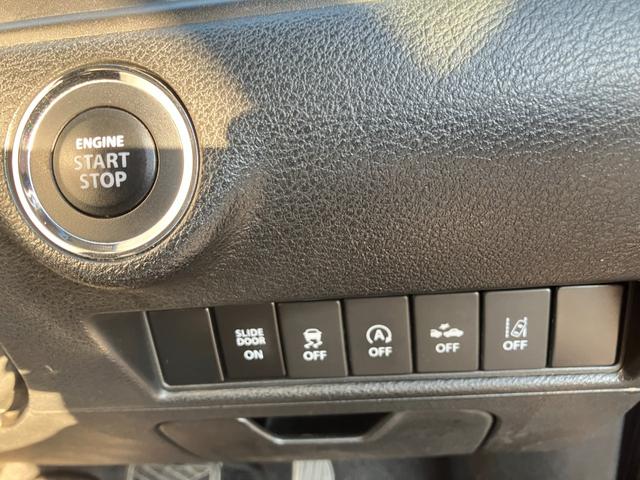 ENGINE
START
STOP
SLIDE
DOOR
ON
OFF
A
OFF
OFF
OFF